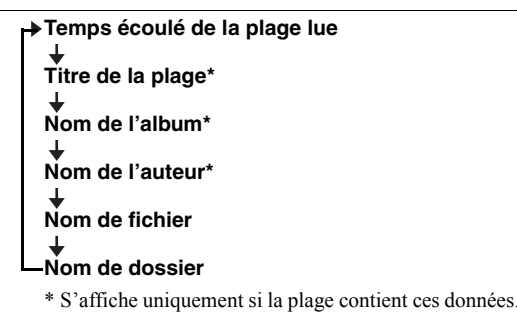 Temps écoulé de la plage lue
Titre de la plage*
Nom de l’album*
Nom de l’auteur*
Nom de fichier
Nom de dossier
* S’affiche uniquement si la plage contient ces données.